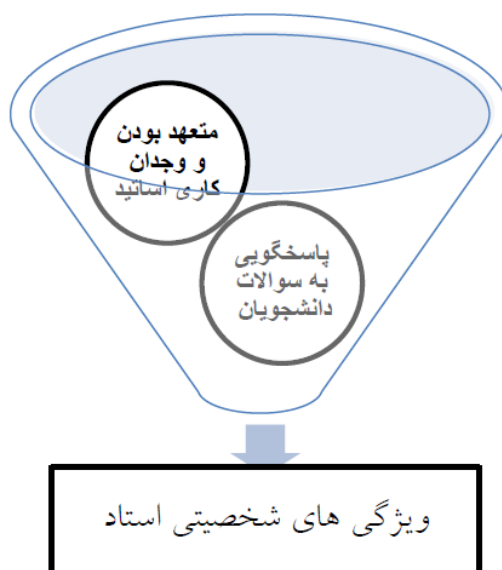 متعهد بودن
و وجدان
کاری اساتید
پاسخگویی
به سوالات
دانشجویان
ویژگی های شخصیتی استاد